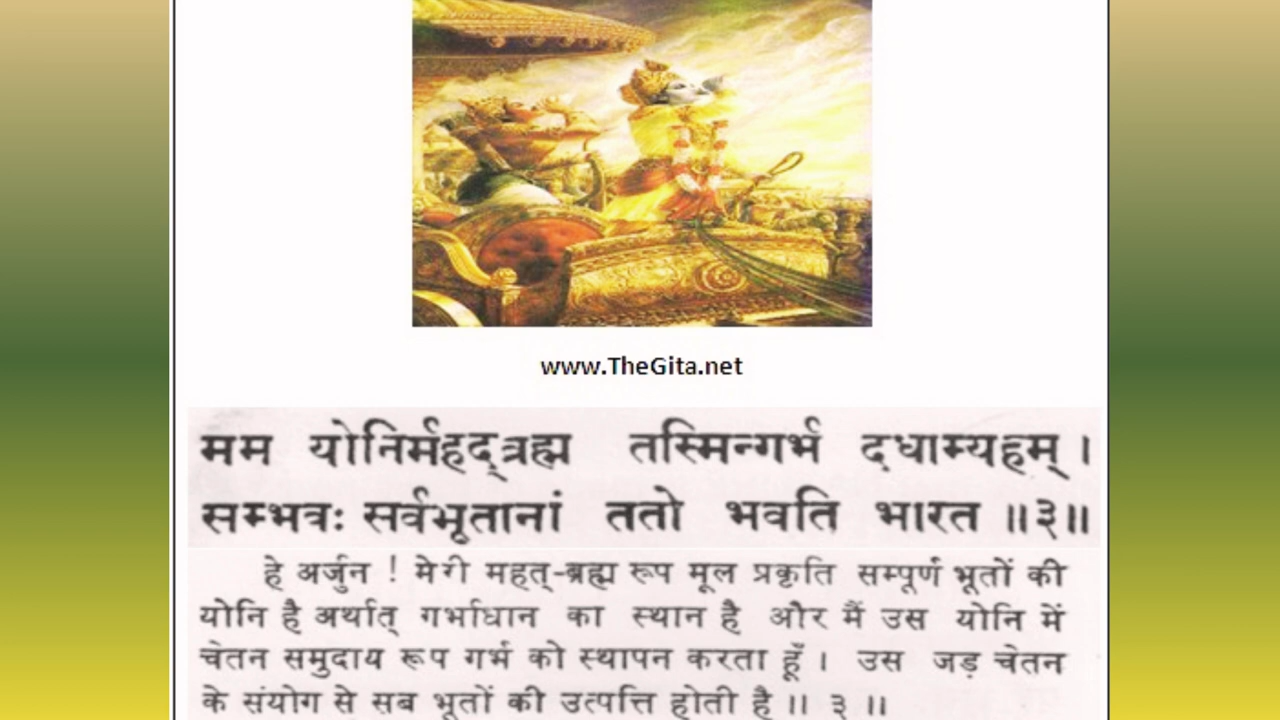 www.TheGita.net
मम योनिर्महद्ब्रह्म तस्मिन्गर्भं दधाम्यहम् ।
सम्भवः सर्वभूतानां ततो भवति भारत ॥३॥
हे अर्जुन ! मेरी महत्-ब्रह्म रूप मूल प्रकृति सम्पूर्ण भूतों की
योनि है अर्थात् गर्भाधान का स्थान है और मैं उस योनि में
चेतन समुदाय रूप गर्भ को स्थापन करता हूँ । उस जड़ चेतन
के संयोग से सब भूतों की उत्पत्ति होती है ॥ ३ ॥